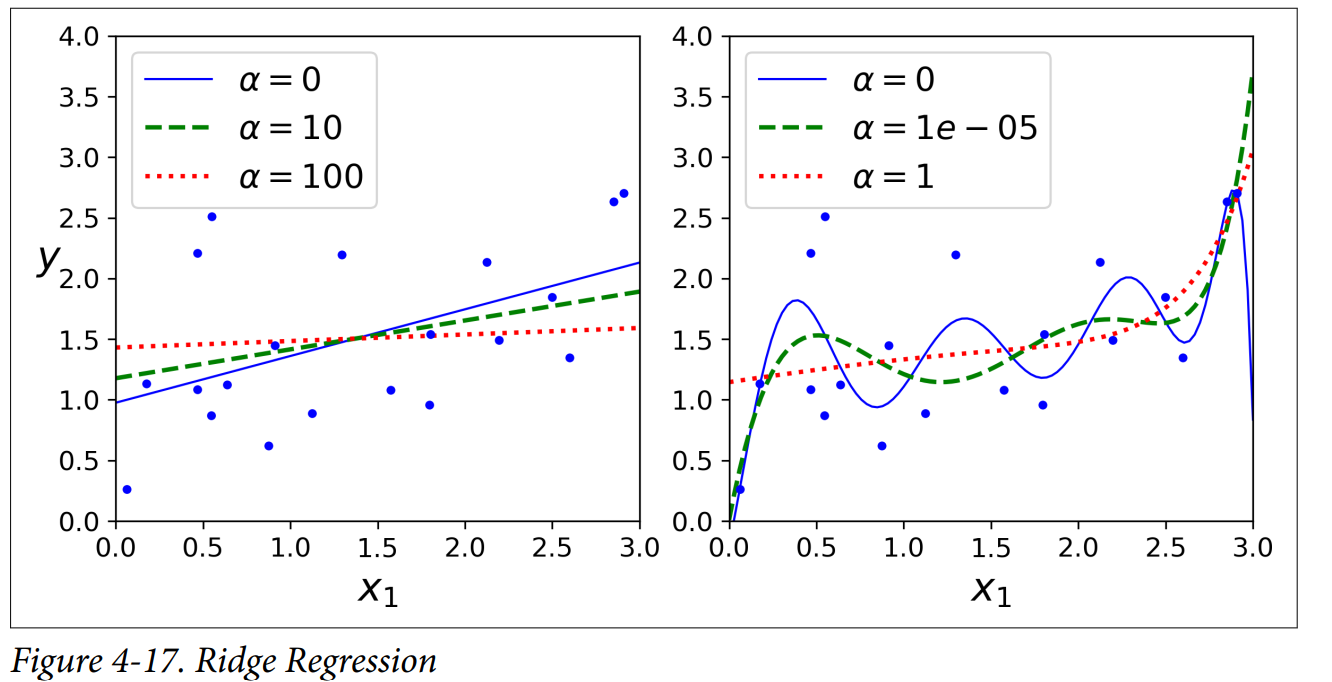 4.0
3.5
3.0
2.5
2.0
1.5
1.0
0.5
0.0
y
α = 0
α = 10
α = 100
0.0 0.5 1.0 1.5 2.0 2.5 3.0
x₁
4.0
3.5
3.0
2.5
2.0
1.5
1.0
0.5
0.0
α = 0
α = 1e − 05
α = 1
0.0 0.5 1.0 1.5 2.0 2.5 3.0
x₁
Figure 4-17. Ridge Regression